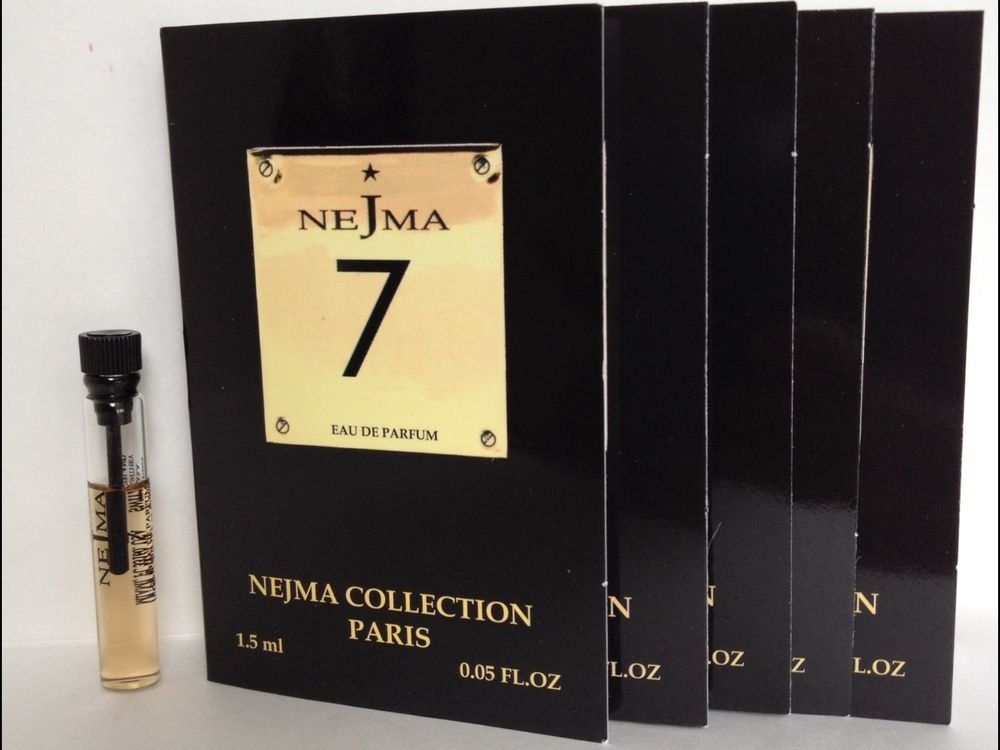 NEJMA
7
EAU DE PARFUM
NEJMA COLLECTION
PARIS
1.5 ml
0.05 FL.OZ
N
FL.OZ
N
.OZ
Z
N
L.OZ
NEJMA